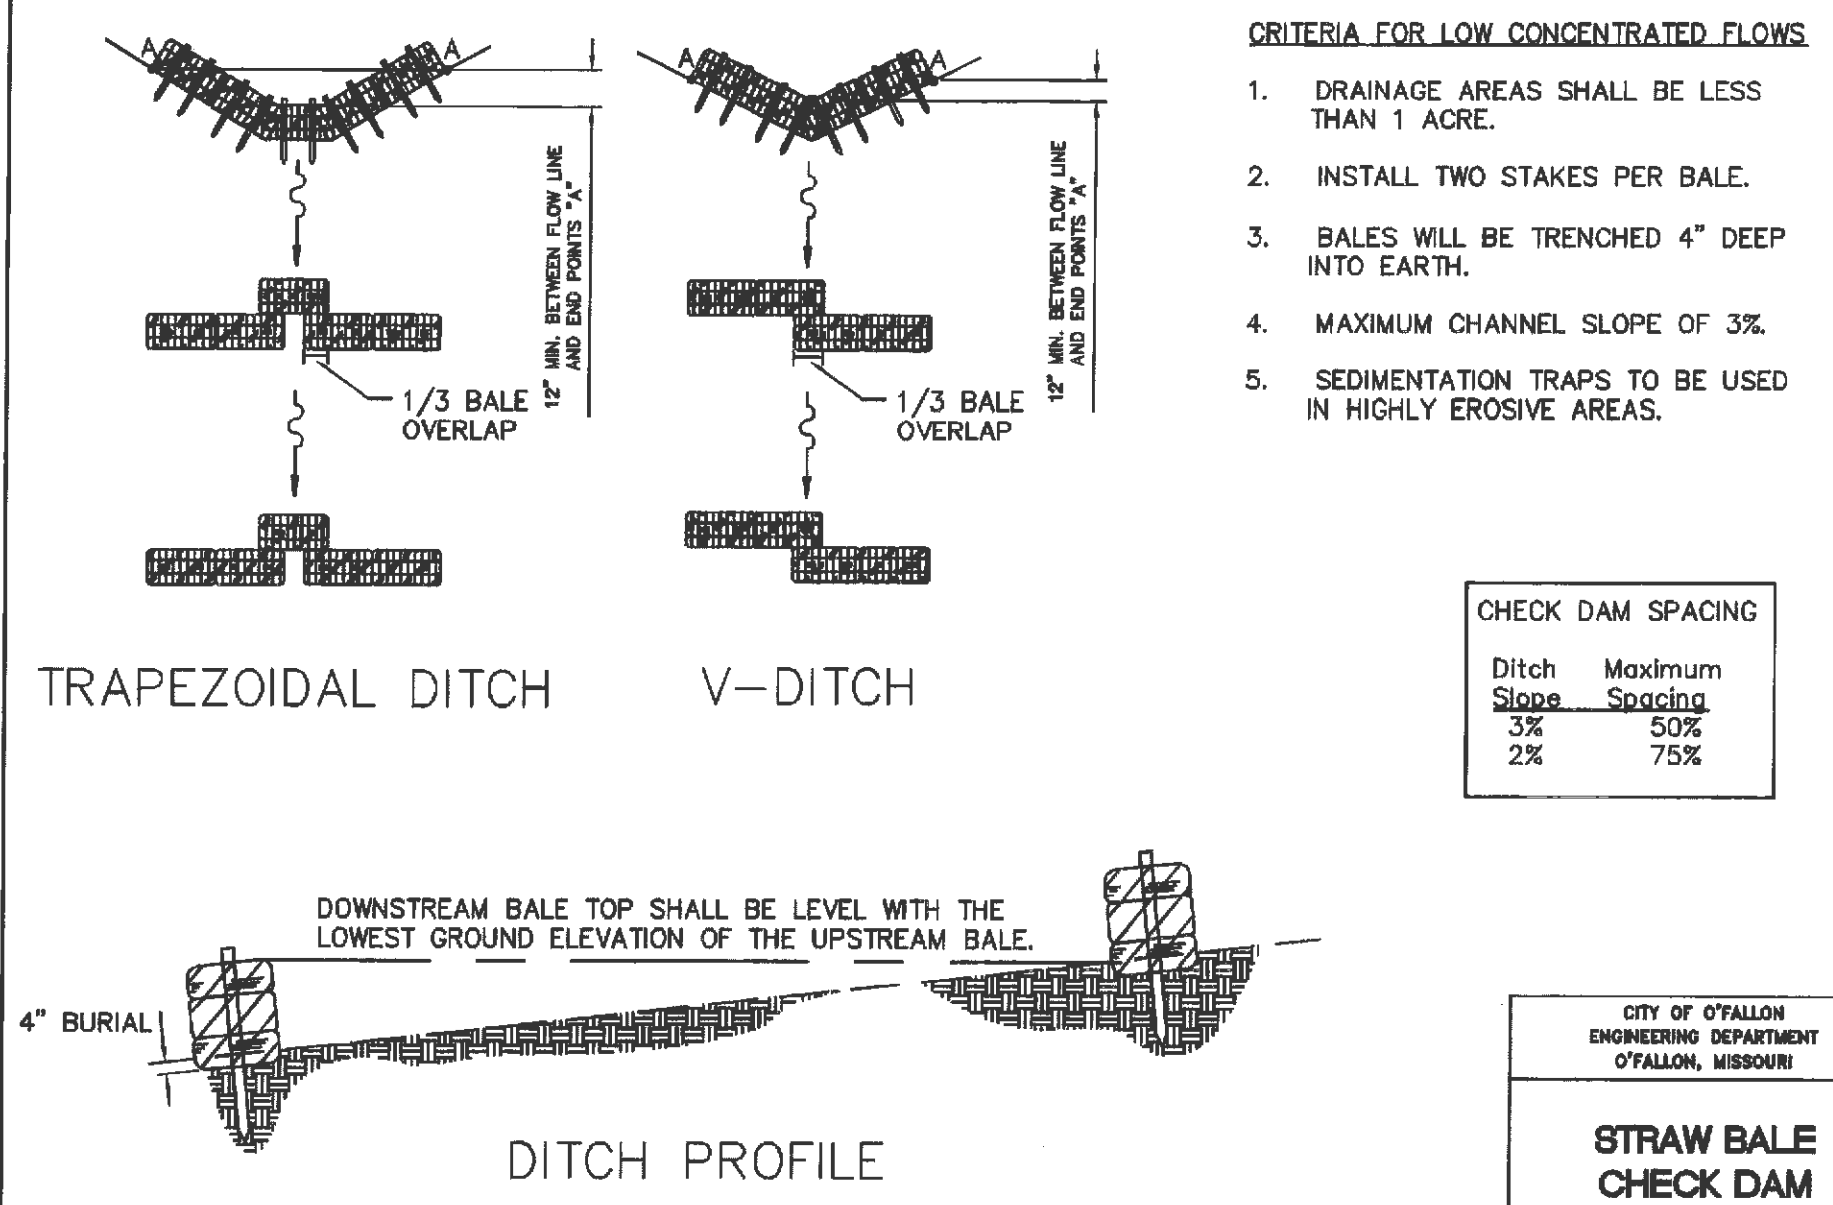 A A
12" MIN. BETWEEN FLOW LINE
AND END POINTS "A"
1/3 BALE
OVERLAP
TRAPEZOIDAL DITCH
A A
12" MIN. BETWEEN FLOW LINE
AND END POINTS "A"
1/3 BALE
OVERLAP
V-DITCH
CRITERIA FOR LOW CONCENTRATED FLOWS
1. DRAINAGE AREAS SHALL BE LESS
THAN 1 ACRE.
2. INSTALL TWO STAKES PER BALE.
3. BALES WILL BE TRENCHED 4" DEEP
INTO EARTH.
4. MAXIMUM CHANNEL SLOPE OF 3%.
5. SEDIMENTATION TRAPS TO BE USED
IN HIGHLY EROSIVE AREAS.
CHECK DAM SPACING
Ditch Maximum
Slope Spacing
3% 50%
2% 75%
DOWNSTREAM BALE TOP SHALL BE LEVEL WITH THE
LOWEST GROUND ELEVATION OF THE UPSTREAM BALE.
4" BURIAL
DITCH PROFILE
CITY OF O'FALLON
ENGINEERING DEPARTMENT
O'FALLON, MISSOURI
STRAW BALE
CHECK DAM